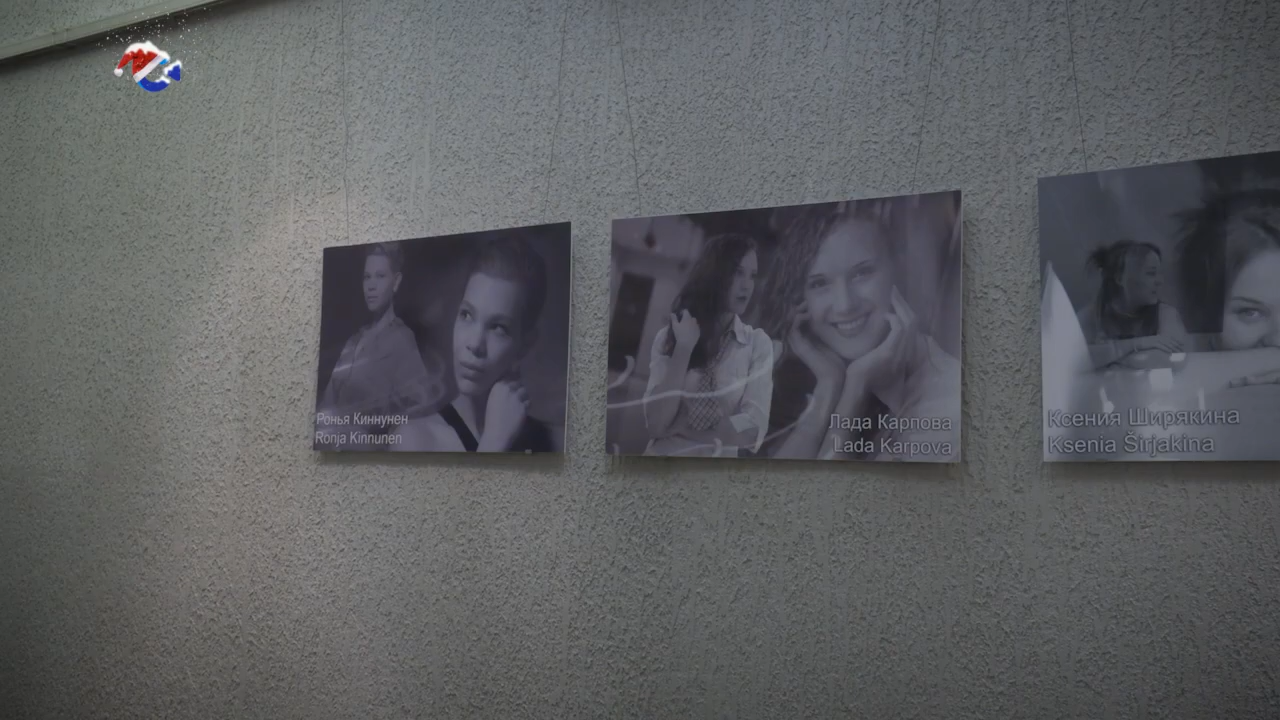 Ронья Киннунен
Ronja Kinnunen
Лада Карпова
Lada Karpova
Ксения Ширякина
Ksenia Širjakina